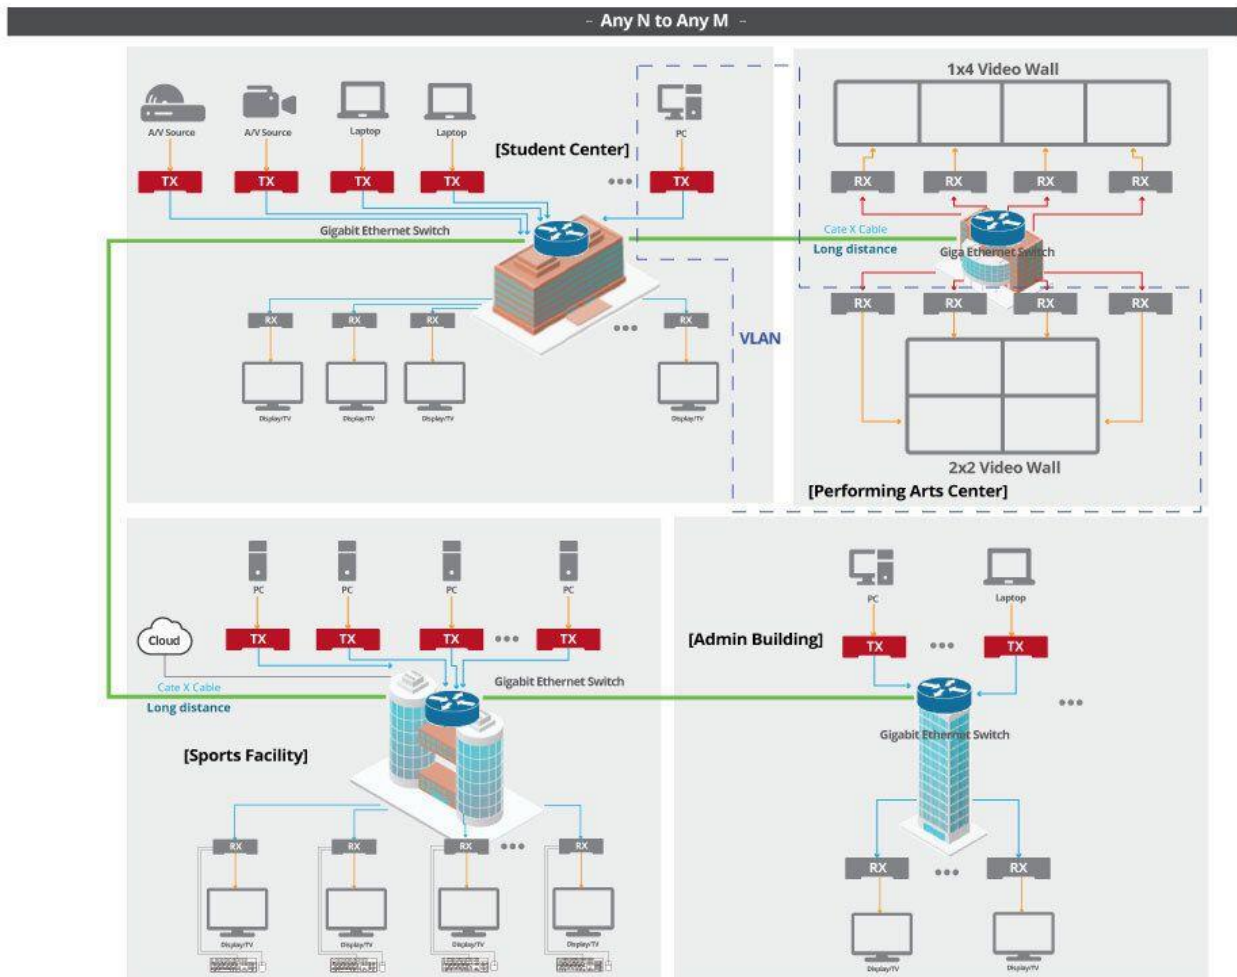 - Any N to Any M -
A/V Source
A/V Source
Laptop
Laptop
PC
[Student Center]
TX
TX
TX
TX
TX
Gigabit Ethernet Switch
RX
RX
RX
RX
Display/TV
Display/TV
Display/TV
Display/TV
VLAN
1x4 Video Wall
RX
RX
RX
RX
Cate X Cable
Long distance
Giga Ethernet Switch
RX
RX
RX
RX
2x2 Video Wall
[Performing Arts Center]
PC
PC
PC
PC
Cloud
TX
TX
TX
TX
Cate X Cable
Long distance
Gigabit Ethernet Switch
[Sports Facility]
RX
RX
RX
RX
Display/TV
Display/TV
Display/TV
Display/TV
PC
Laptop
[Admin Building]
TX
TX
Gigabit Ethernet Switch
RX
RX
Display/TV
Display/TV